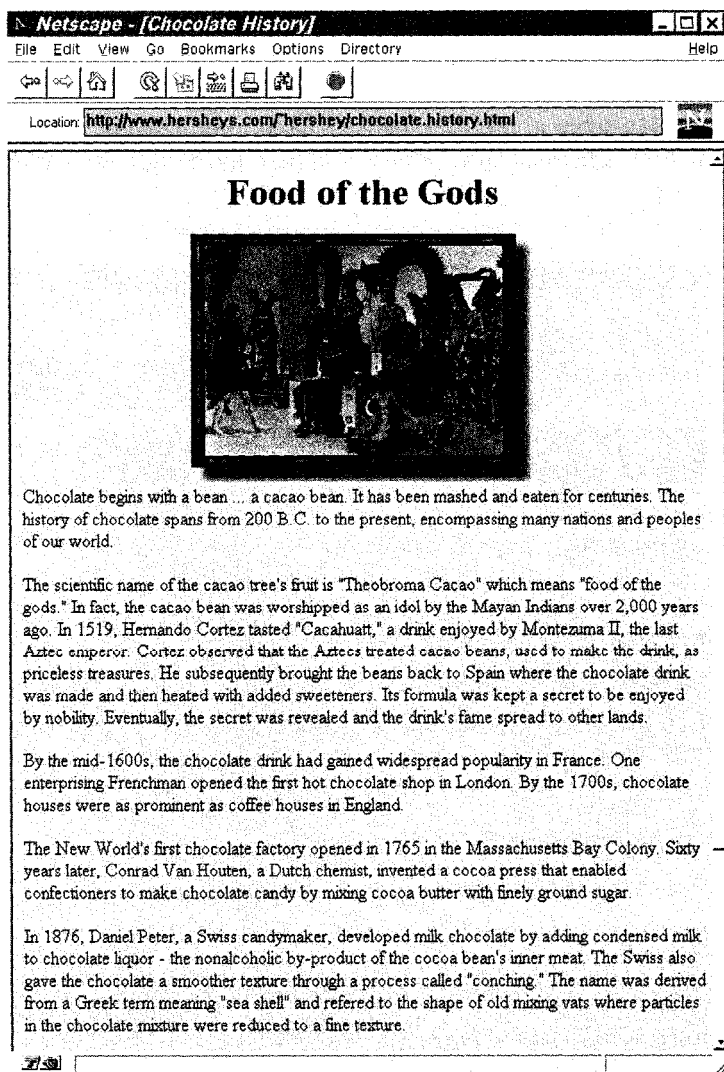 Netscape - [Chocolate History]
File Edit View Go Bookmarks Options Directory Help
Location: http://www.hersheys.com/~hershey/chocolate.history.html
Food of the Gods
Chocolate begins with a bean ... a cacao bean. It has been mashed and eaten for centuries. The
history of chocolate spans from 200 B.C. to the present, encompassing many nations and peoples
of our world.
The scientific name of the cacao tree's fruit is "Theobroma Cacao" which means "food of the
gods." In fact, the cacao bean was worshipped as an idol by the Mayan Indians over 2,000 years
ago. In 1519, Hernando Cortez tasted "Cacahuatt," a drink enjoyed by Montezuma II, the last
Aztec emperor. Cortez observed that the Aztecs treated cacao beans, used to make the drink, as
priceless treasures. He subsequently brought the beans back to Spain where the chocolate drink
was made and then heated with added sweeteners. Its formula was kept a secret to be enjoyed
by nobility. Eventually, the secret was revealed and the drink's fame spread to other lands.
By the mid-1600s, the chocolate drink had gained widespread popularity in France. One
enterprising Frenchman opened the first hot chocolate shop in London. By the 1700s, chocolate
houses were as prominent as coffee houses in England.
The New World's first chocolate factory opened in 1765 in the Massachusetts Bay Colony. Sixty
years later, Conrad Van Houten, a Dutch chemist, invented a cocoa press that enabled
confectioners to make chocolate candy by mixing cocoa butter with finely ground sugar.
In 1876, Daniel Peter, a Swiss candymaker, developed milk chocolate by adding condensed milk
to chocolate liquor - the nonalcoholic by-product of the cocoa bean's inner meat. The Swiss also
gave the chocolate a smoother texture through a process called "conching." The name was derived
from a Greek term meaning "sea shell" and refered to the shape of old mixing vats where particles
in the chocolate mixture were reduced to a fine texture.